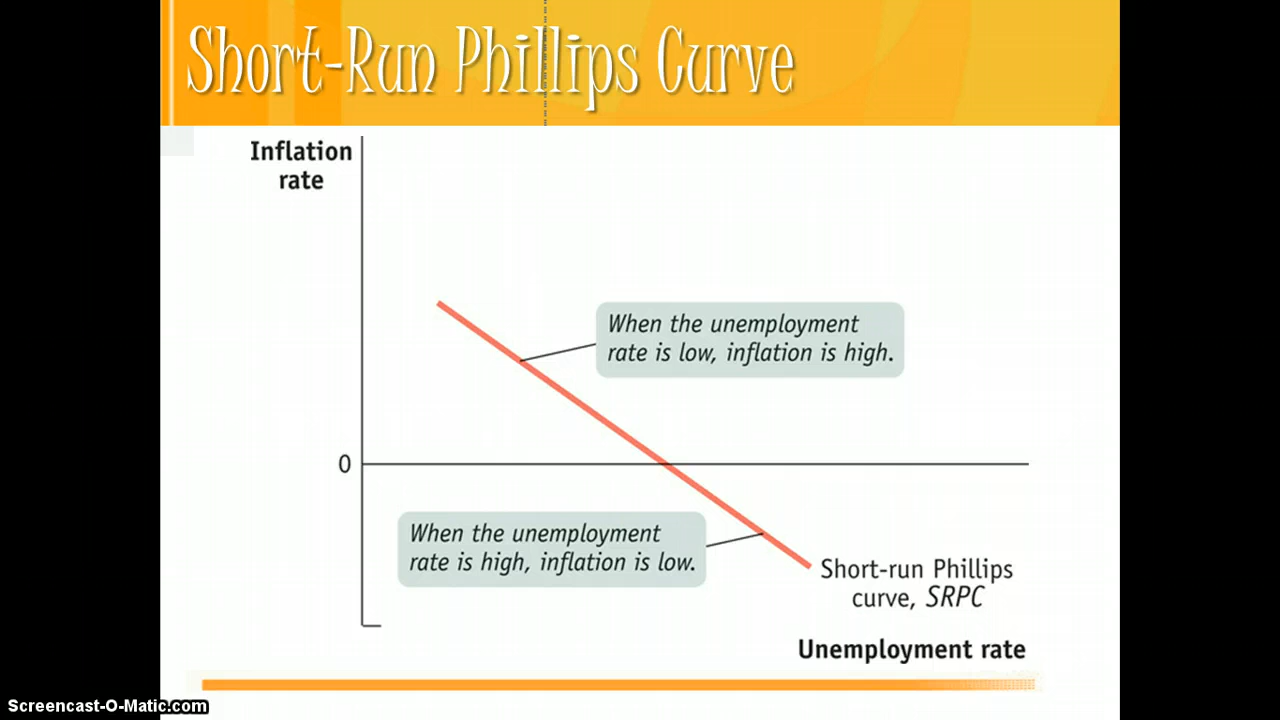 Short-Run Phillips Curve
Inflation
rate
When the unemployment
rate is low, inflation is high.
0
When the unemployment
rate is high, inflation is low.
Short-run Phillips
curve, SRPC
Unemployment rate
Screencast-O-Matic.com